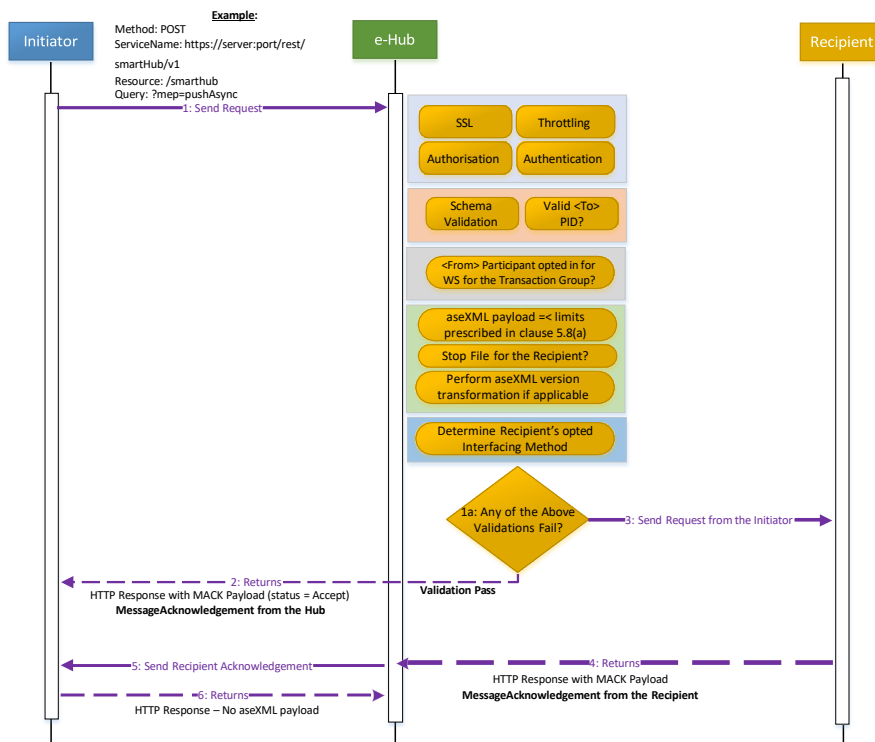 Example:
Method: POST
ServiceName: https://server:port/rest/
smartHub/v1
Resource: /smarthub
Query: ?mep=pushAsync
Initiator
e-Hub
Recipient
1: Send Request
SSL
Throttling
Authorisation
Authentication
Schema
Validation
Valid <To>
PID?
<From> Participant opted in for
WS for the Transaction Group?
aseXML payload =< limits
prescribed in clause 5.8(a)
Stop File for the Recipient?
Perform aseXML version
transformation if applicable
Determine Recipient's opted
Interfacing Method
1a: Any of the Above
Validations Fail?
3: Send Request from the Initiator
2: Returns
HTTP Response with MACK Payload (status = Accept)
MessageAcknowledgement from the Hub
Validation Pass
5: Send Recipient Acknowledgement
4: Returns
HTTP Response with MACK Payload
MessageAcknowledgement from the Recipient
6: Returns
HTTP Response – No aseXML payload